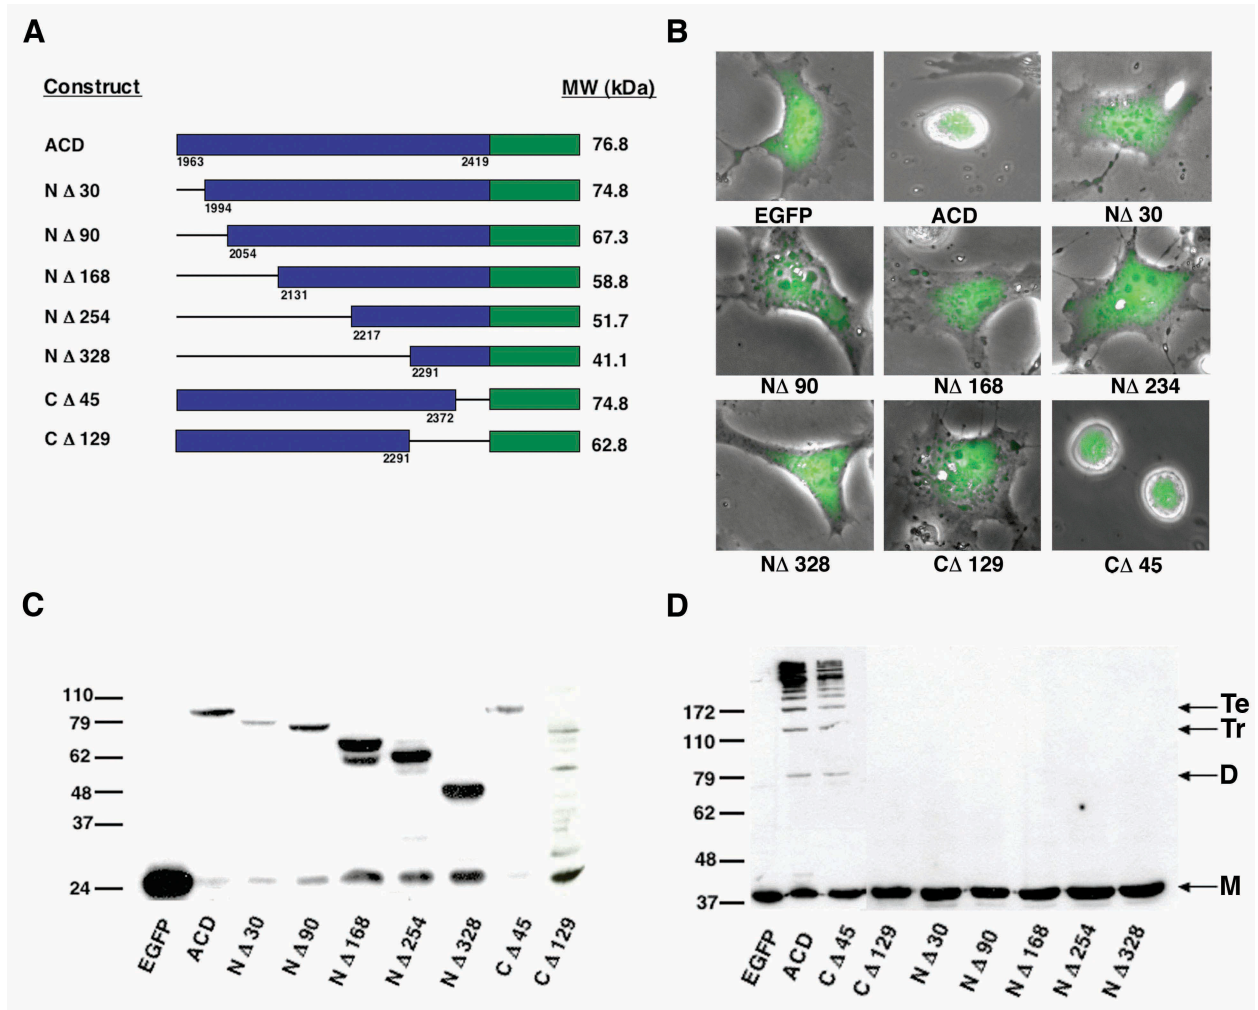 A
Construct MW (kDa)
ACD 76.8
1963 2419
N Δ 30 74.8
1994
N Δ 90 67.3
2054
N Δ 168 58.8
2131
N Δ 254 51.7
2217
N Δ 328 41.1
2291
C Δ 45 74.8
2372
C Δ 129 62.8
2291
B
EGFP ACD NΔ 30
NΔ 90 NΔ 168 NΔ 234
NΔ 328 CΔ 129 CΔ 45
C
110
79
62
48
37
24
EGFP ACD N Δ 30 N Δ 90 N Δ 168 N Δ 254 N Δ 328 C Δ 45 C Δ 129
D
172
110
79
62
48
37
Te
Tr
D
M
EGFP ACD C Δ 45 C Δ 129 N Δ 30 N Δ 90 N Δ 168 N Δ 254 N Δ 328